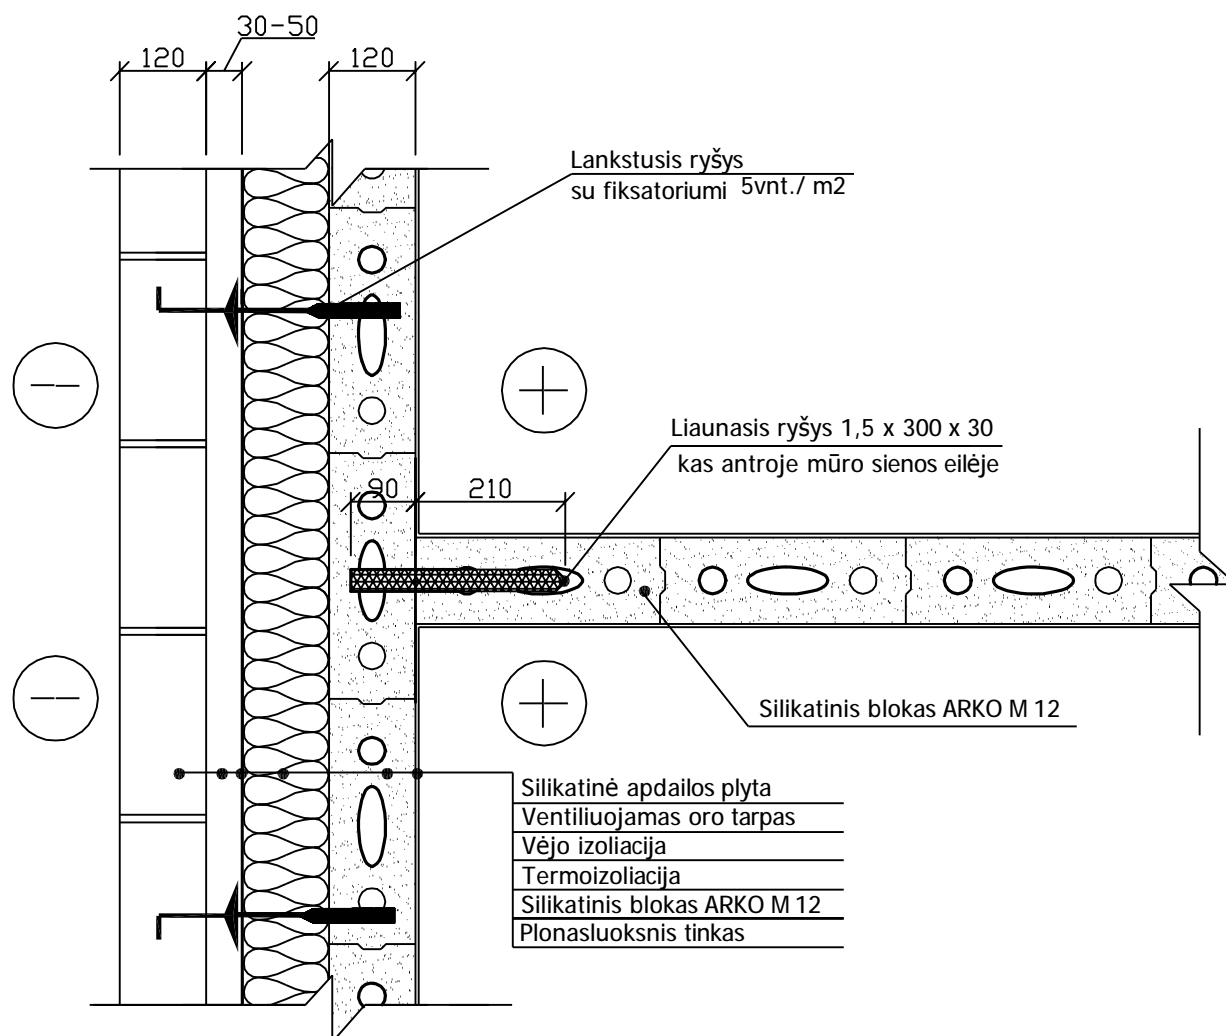 30-50
120
120
Lankstusis ryšys
su fiksatoriumi 5vnt./ m2
Liaunasis ryšys 1,5 x 300 x 30
kas antroje mūro sienos eilėje
90
210
Silikatinis blokas ARKO M 12
Silikatinė apdailos plyta
Ventiliuojamas oro tarpas
Vėjo izoliacija
Termoizoliacija
Silikatinis blokas ARKO M 12
Plonasluoksnis tinkas